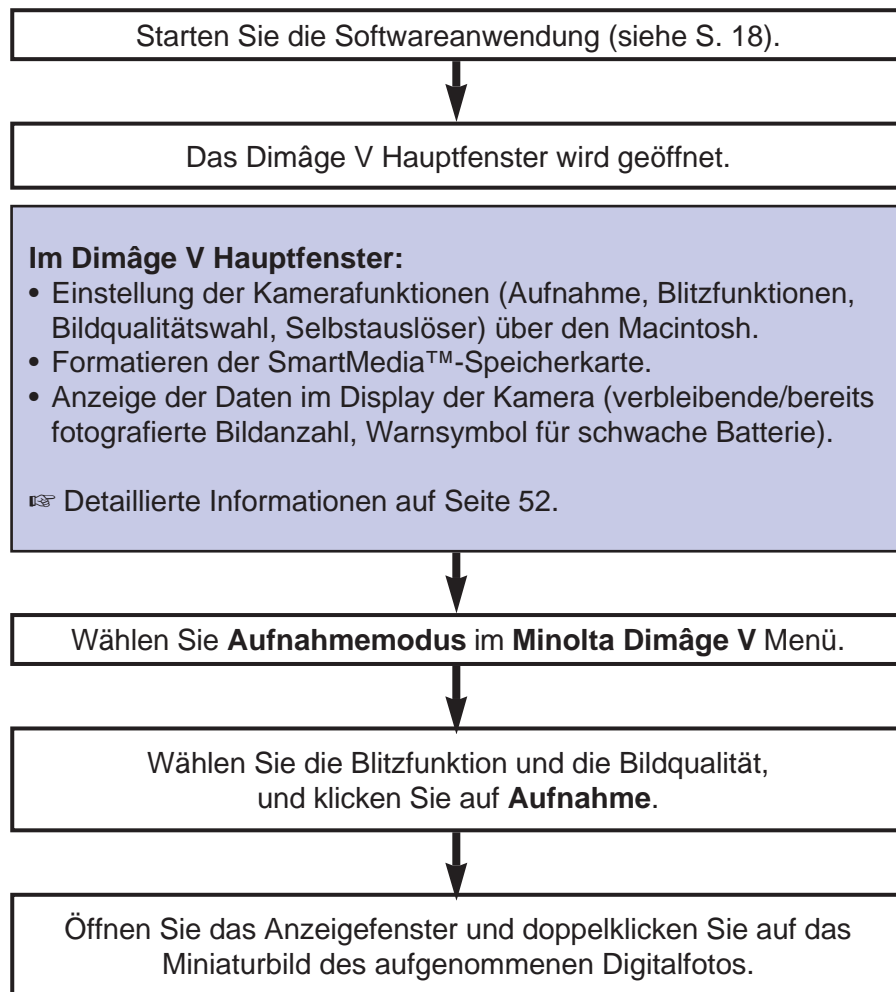 Starten Sie die Softwareanwendung (siehe S. 18).
Das Dimâge V Hauptfenster wird geöffnet.
Im Dimâge V Hauptfenster:
• Einstellung der Kamerafunktionen (Aufnahme, Blitzfunktionen,
Bildqualitätswahl, Selbstauslöser) über den Macintosh.
• Formatieren der SmartMedia™-Speicherkarte.
• Anzeige der Daten im Display der Kamera (verbleibende/bereits
fotografierte Bildanzahl, Warnsymbol für schwache Batterie).
☞ Detaillierte Informationen auf Seite 52.
Wählen Sie Aufnahmemodus im Minolta Dimâge V Menü.
Wählen Sie die Blitzfunktion und die Bildqualität,
und klicken Sie auf Aufnahme.
Öffnen Sie das Anzeigefenster und doppelklicken Sie auf das
Miniaturbild des aufgenommenen Digitalfotos.